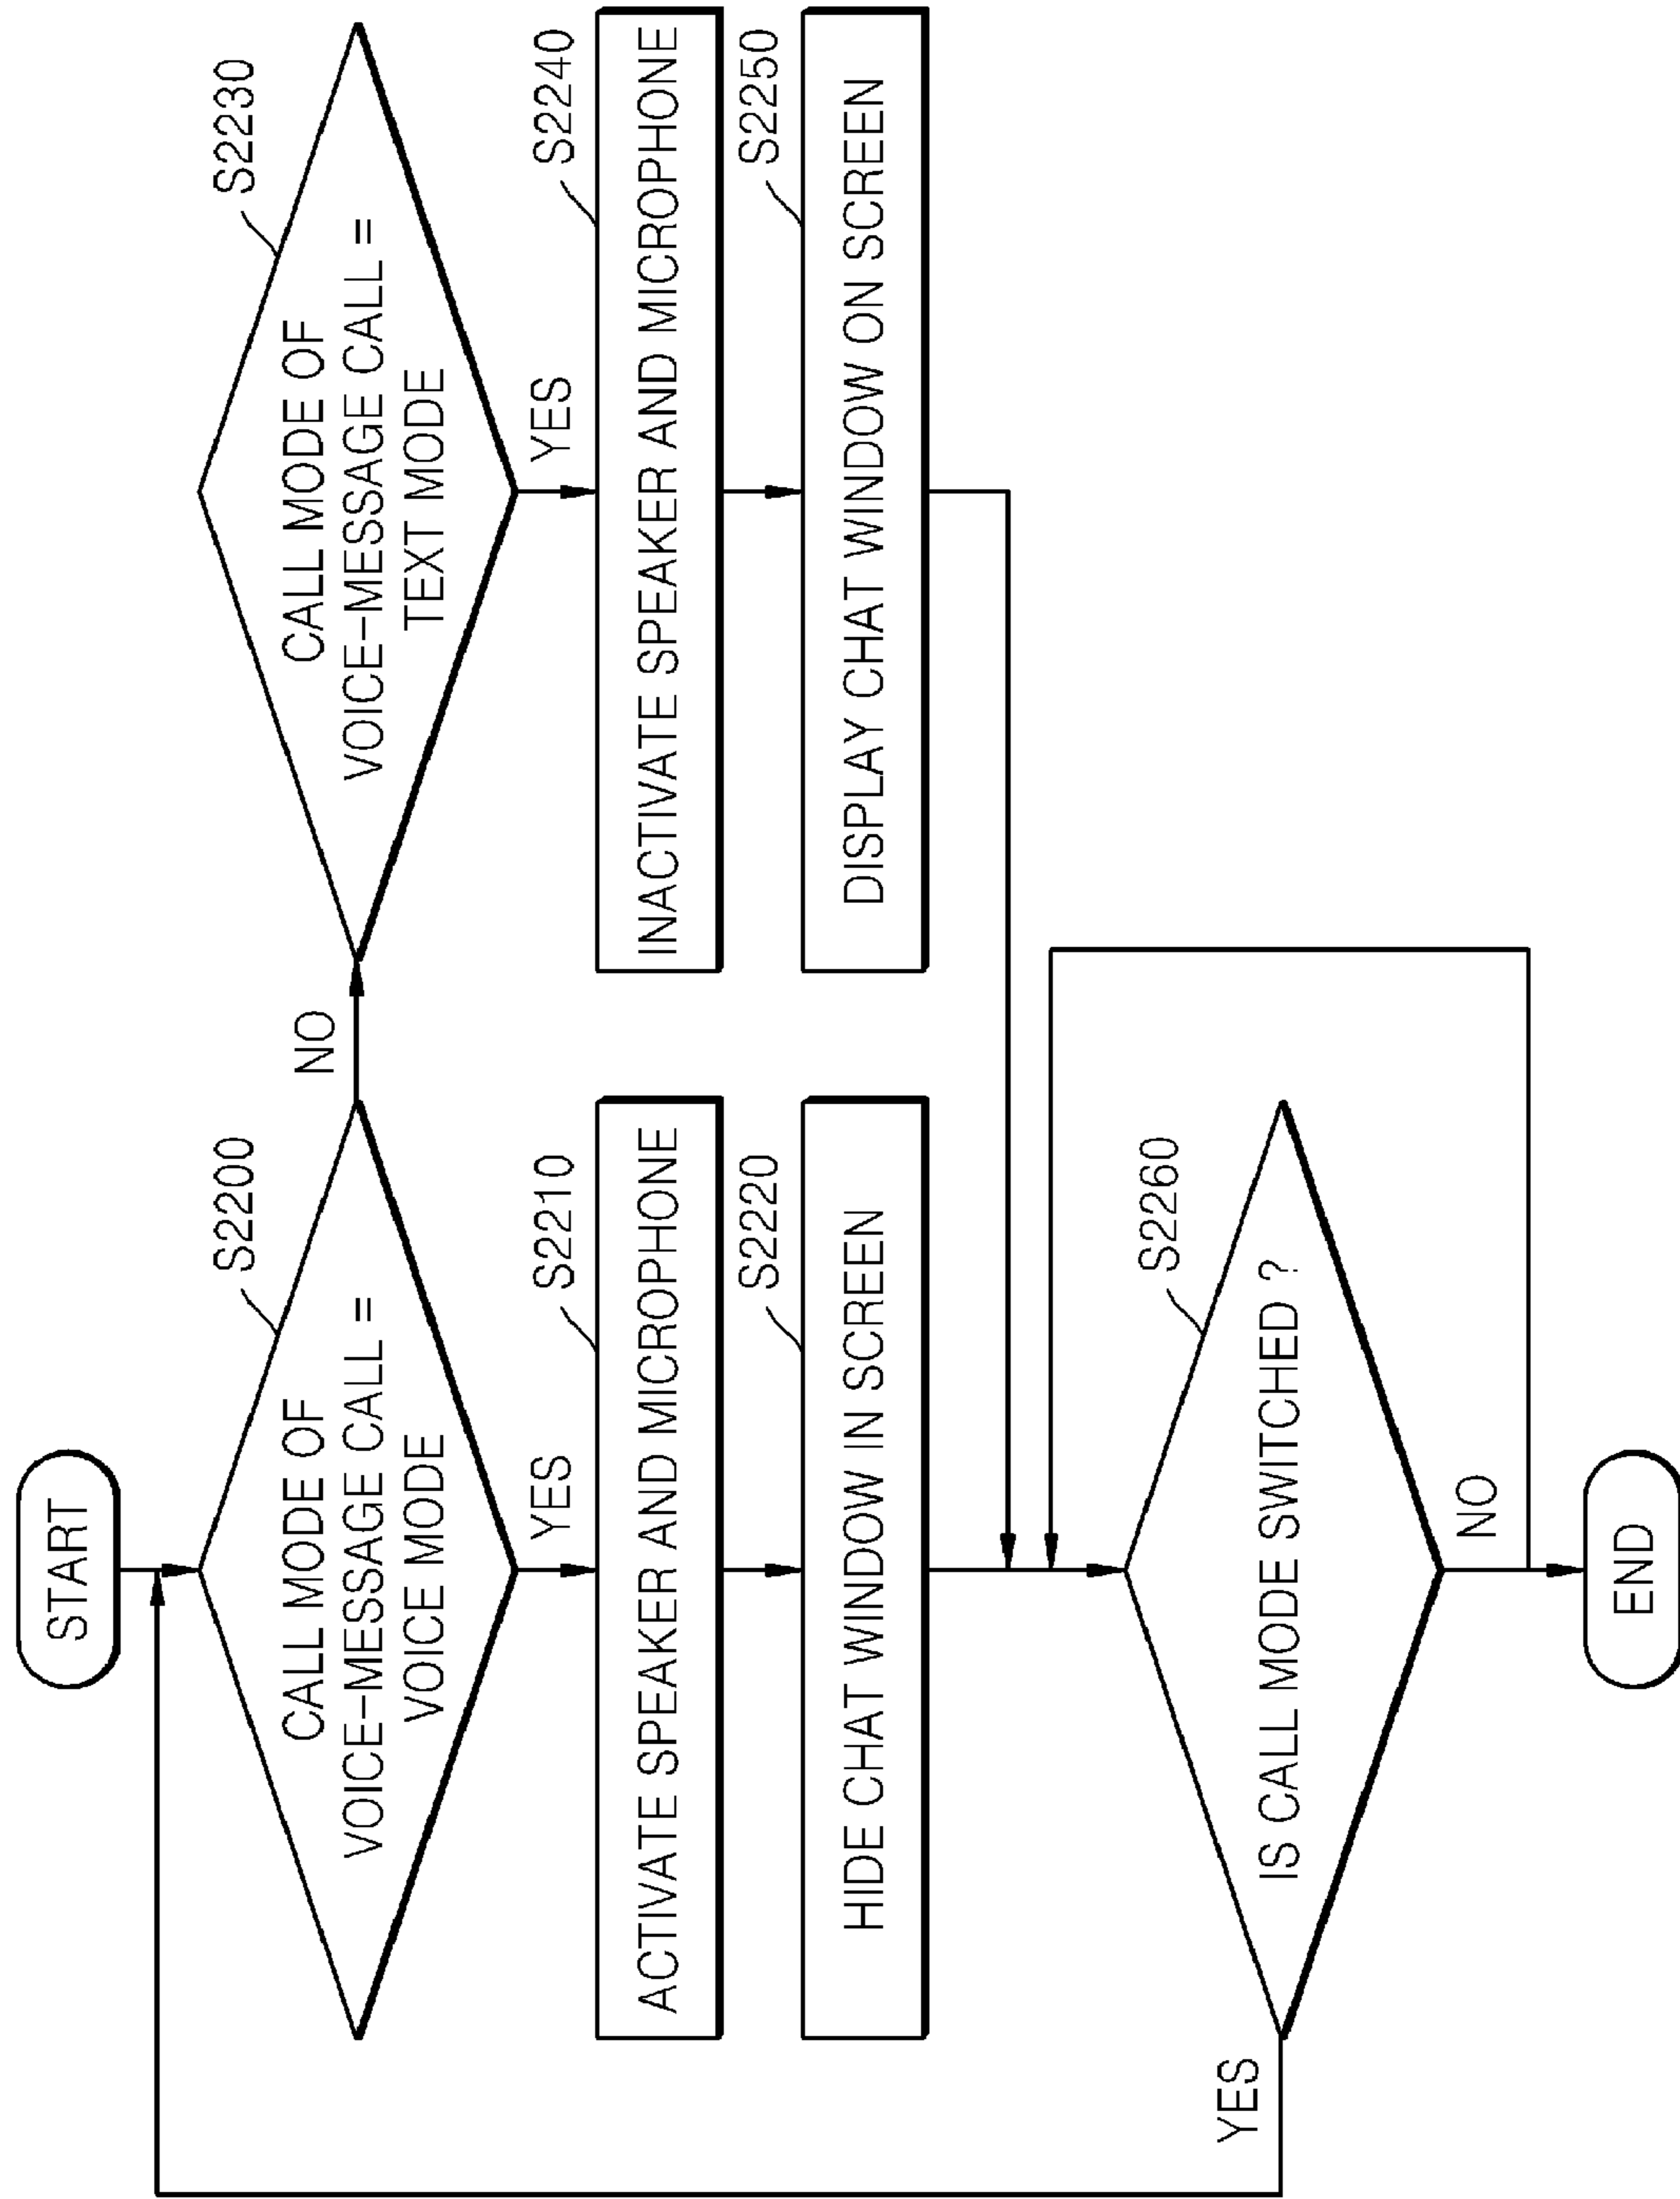 START
S2200
CALL MODE OF
VOICE-MESSAGE CALL =
VOICE MODE
NO
S2230
CALL MODE OF
VOICE-MESSAGE CALL =
TEXT MODE
YES
S2210
ACTIVATE SPEAKER AND MICROPHONE
YES
S2240
INACTIVATE SPEAKER AND MICROPHONE
S2220
HIDE CHAT WINDOW IN SCREEN
S2250
DISPLAY CHAT WINDOW ON SCREEN
S2260
IS CALL MODE SWITCHED ?
YES
NO
END